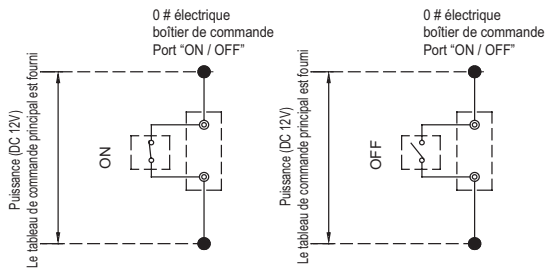 0 # électrique
boîtier de commande
Port “ON / OFF”
Puissance (DC 12V)
Le tableau de commande principal est fourni
ON
0 # électrique
boîtier de commande
Port “ON / OFF”
Puissance (DC 12V)
Le tableau de commande principal est fourni
OFF